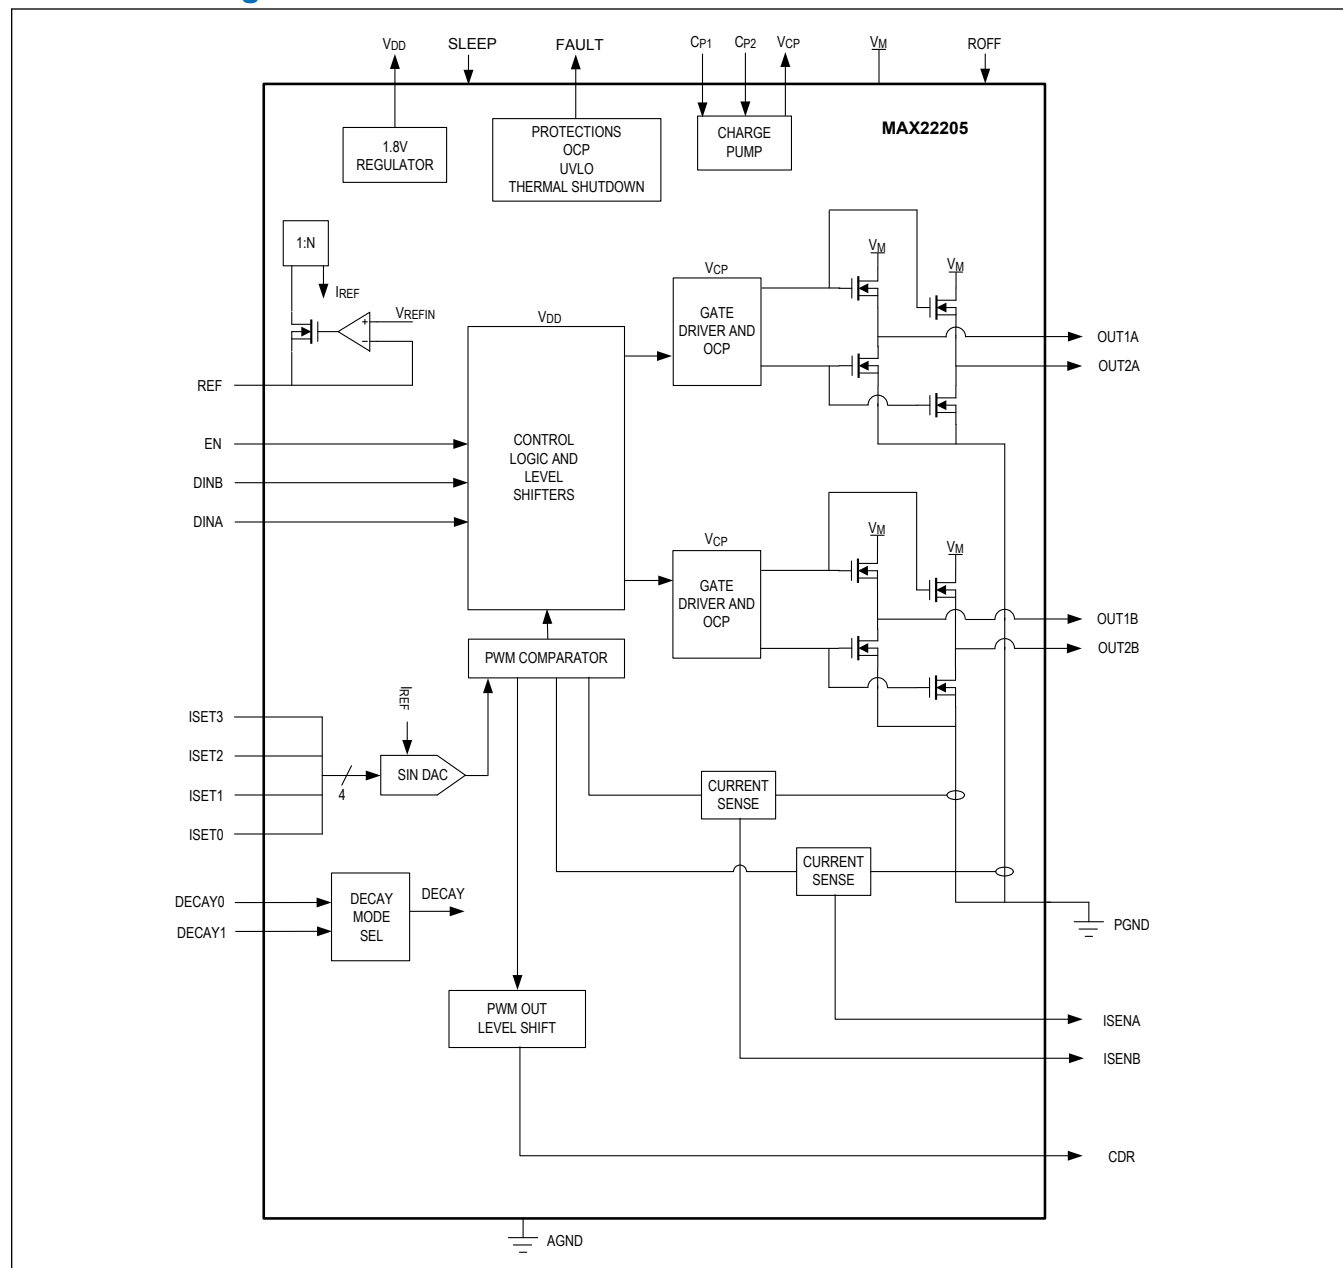 VDD
SLEEP
FAULT
CP1
CP2
VCP
VM
ROFF
MAX22205
1.8V
REGULATOR
PROTECTIONS
OCP
UVLO
THERMAL SHUTDOWN
CHARGE
PUMP
1:N
IREF
VREFIN
+
−
REF
VDD
CONTROL
LOGIC AND
LEVEL
SHIFTERS
VCP
GATE
DRIVER AND
OCP
VM
VM
OUT1A
OUT2A
EN
DINB
DINA
VCP
GATE
DRIVER AND
OCP
VM
VM
OUT1B
OUT2B
PWM COMPARATOR
IREF
ISET3
ISET2
ISET1
ISET0
4
SIN DAC
CURRENT
SENSE
CURRENT
SENSE
DECAY0
DECAY1
DECAY
MODE
SEL
DECAY
PGND
PWM OUT
LEVEL SHIFT
ISENA
ISENB
CDR
AGND